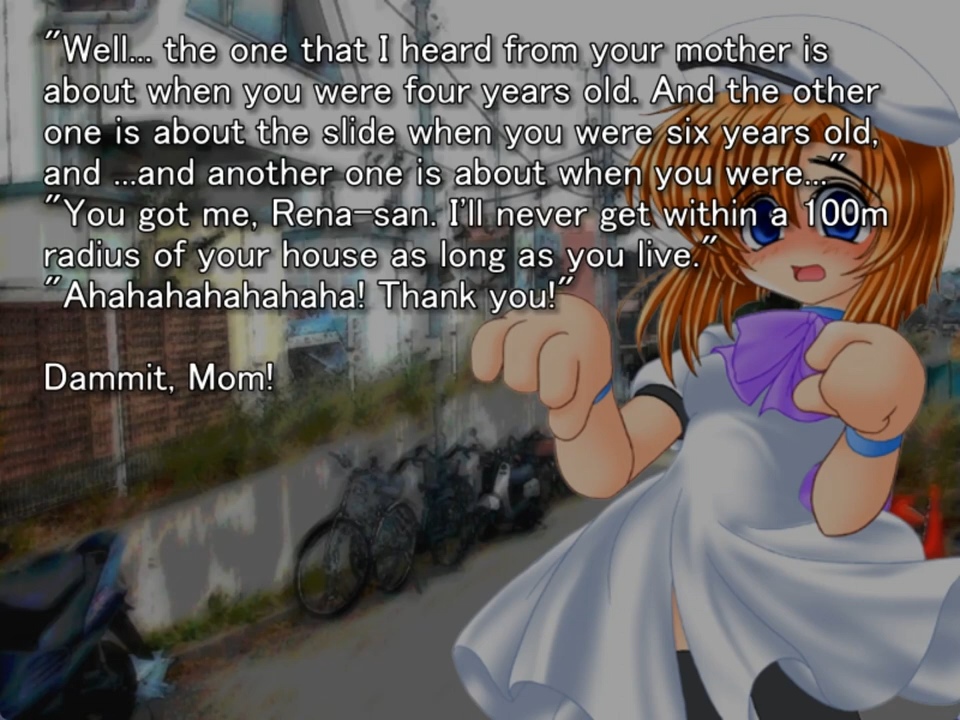 "Well... the one that I heard from your mother is
about when you were four years old. And the other
one is about the slide when you were six years old,
and ...and another one is about when you were..."
"You got me, Rena-san. I'll never get within a 100m
radius of your house as long as you live."
"Ahahahahahahaha! Thank you!"
Dammit, Mom!